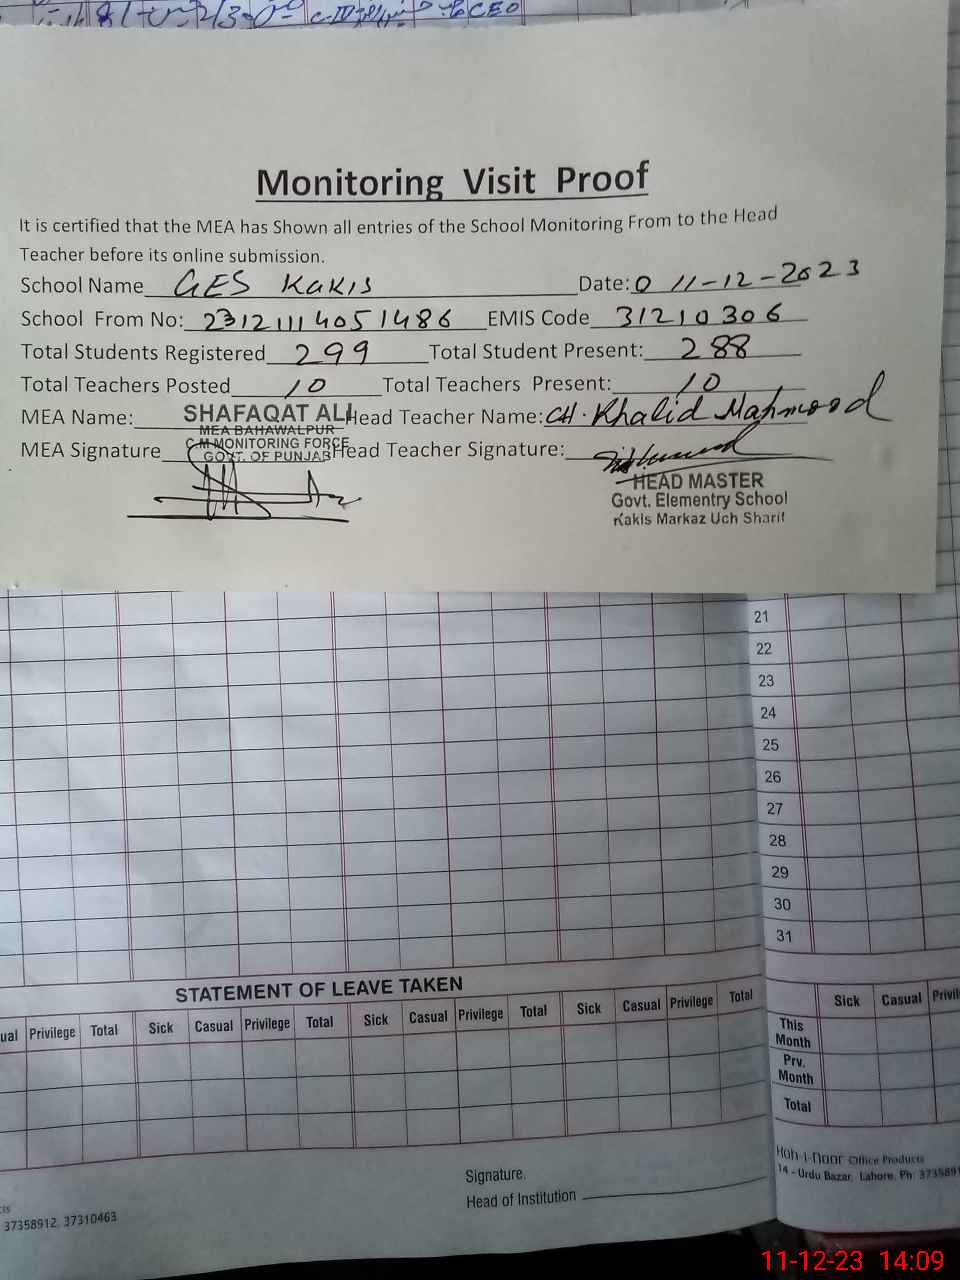 CEO
Monitoring Visit Proof
It is certified that the MEA has Shown all entries of the School Monitoring From to the Head
Teacher before its online submission.
School Name GES Kakis Date: 11-12-2023
School From No: 23121114051486 EMIS Code 31210306
Total Students Registered 299 Total Student Present: 288
Total Teachers Posted 10 Total Teachers Present: 10
MEA Name: SHAFAQAT ALI Head Teacher Name: CH. Khalid Mahmood
MEA BAHAWALPUR
MEA Signature C.M MONITORING FORCE Head Teacher Signature:
GOVT. OF PUNJAB
HEAD MASTER
Govt. Elementry School
Kakis Markaz Uch Sharif
21
22
23
24
25
26
27
28
29
30
31
STATEMENT OF LEAVE TAKEN
ual Privilege Total Sick Casual Privilege Total Sick Casual Privilege Total Sick Casual Privilege Total
Sick Casual Privil
This
Month
Prv.
Month
Total
Signature.
Head of Institution
Koh-i-noor Office Products
14 - Urdu Bazar, Lahore, Ph: 373589
cts
37358912, 37310463
11-12-23 14:09